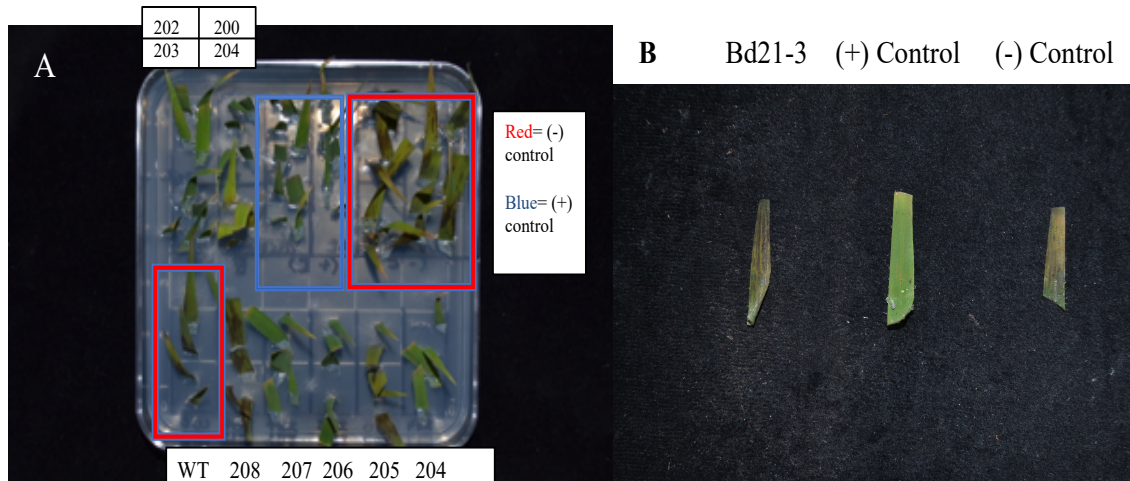 202 200
203 204
A
Red= (-)
control
Blue= (+)
control
WT 208 207 206 205 204
B Bd21-3 (+) Control (-) Control